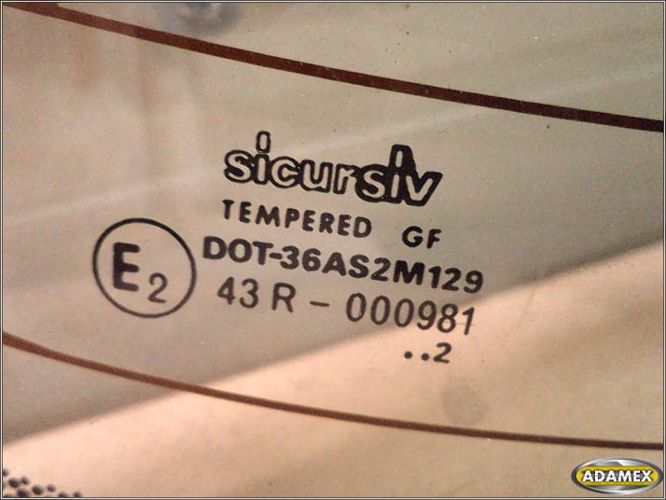 sicursiv
TEMPERED GF
DOT-36AS2M129
E2
43 R - 000981
..2
ADAMEX